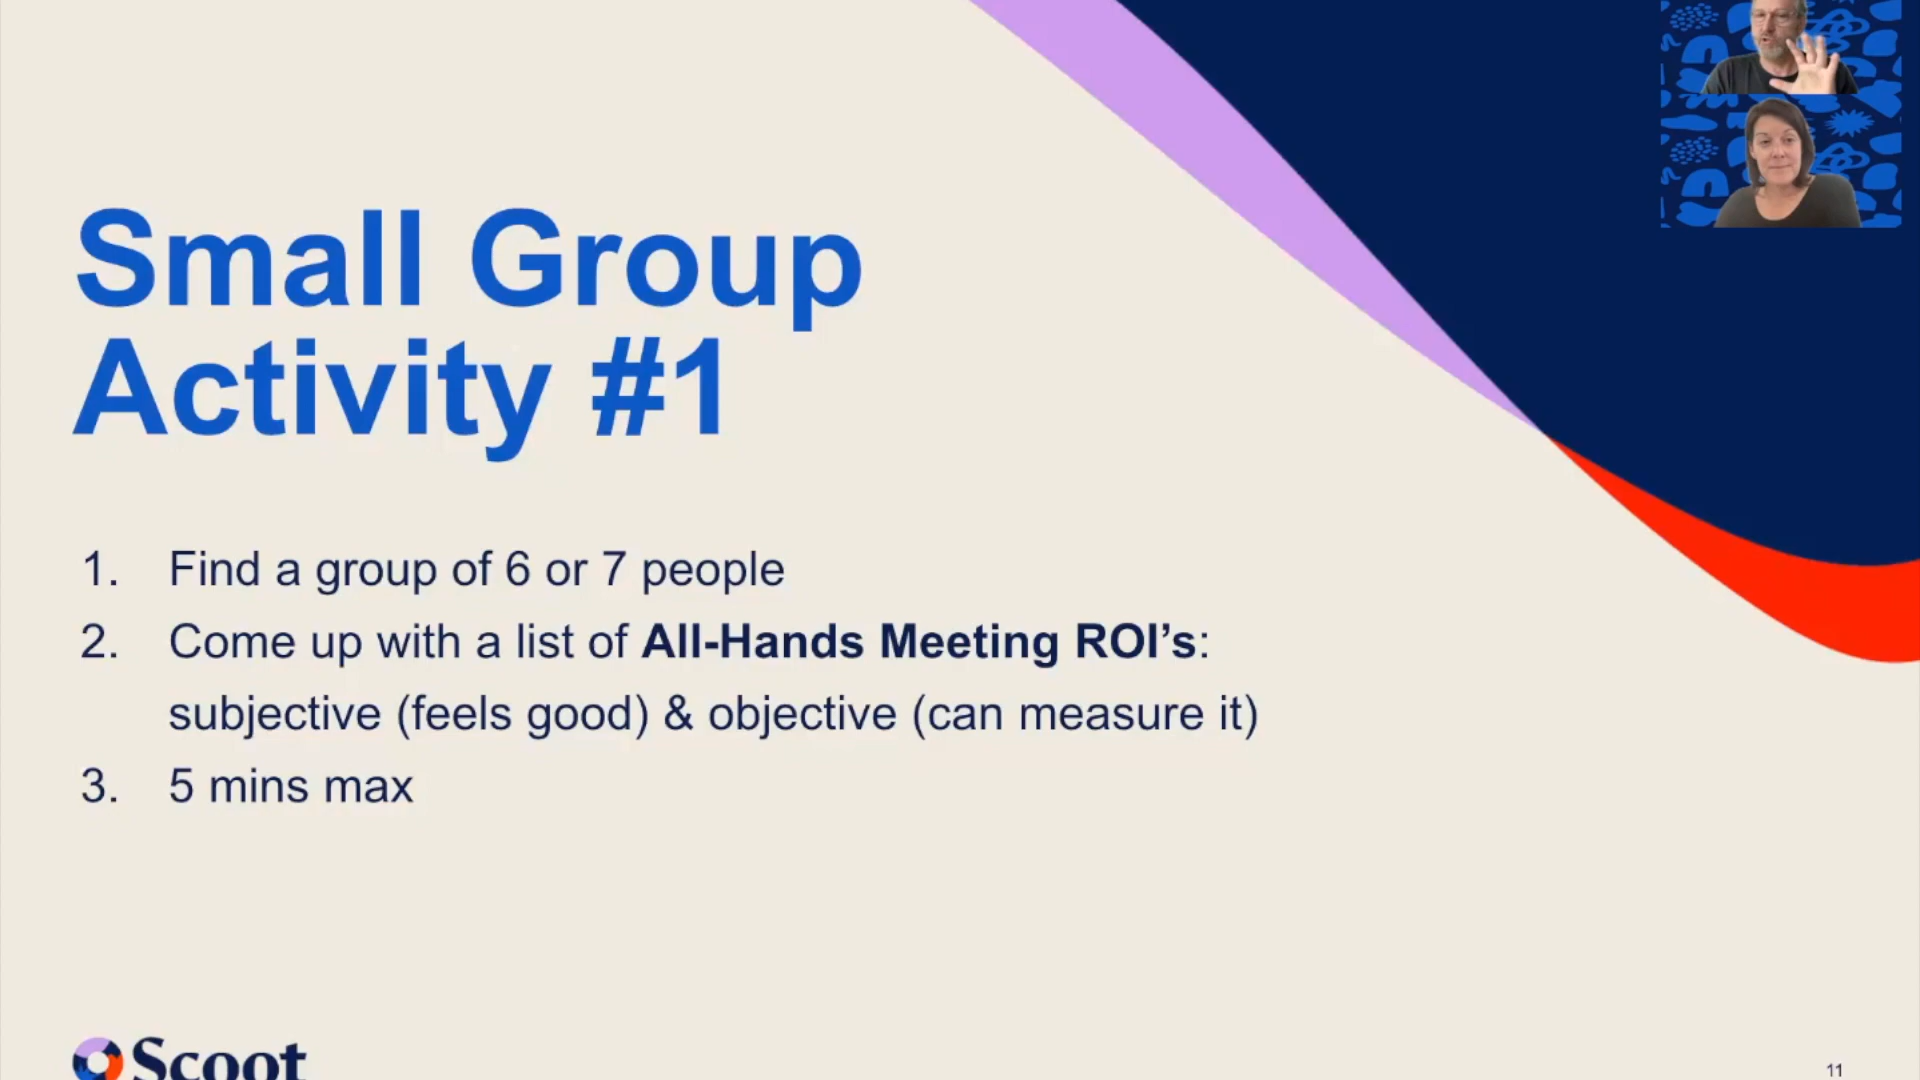 Small Group
Activity #1
1. Find a group of 6 or 7 people
2. Come up with a list of All-Hands Meeting ROI’s:
subjective (feels good) & objective (can measure it)
3. 5 mins max
Scoot
11